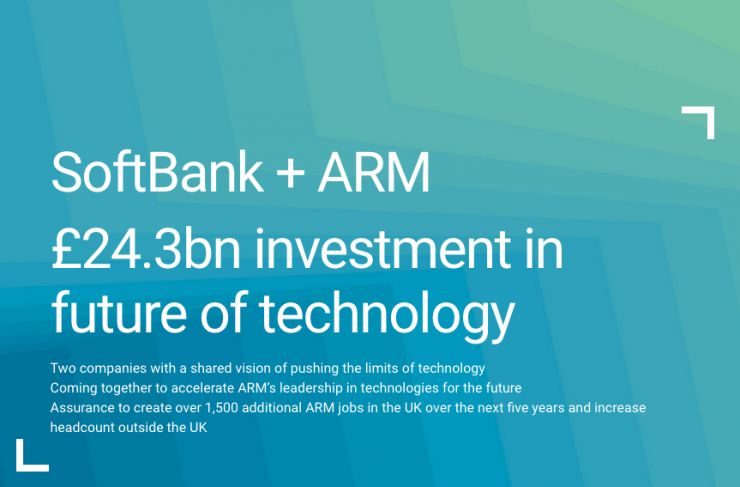 SoftBank + ARM
£24.3bn investment in
future of technology
Two companies with a shared vision of pushing the limits of technology
Coming together to accelerate ARM’s leadership in technologies for the future
Assurance to create over 1,500 additional ARM jobs in the UK over the next five years and increase
headcount outside the UK